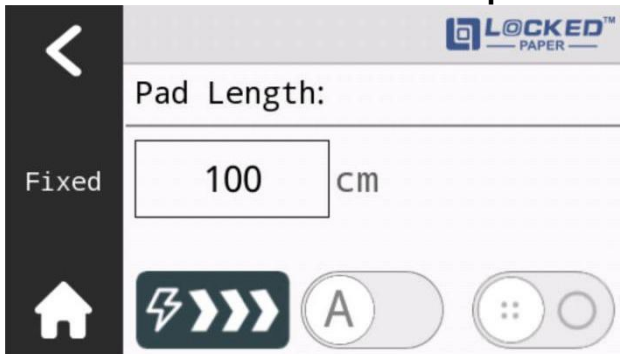 LOCKED™
PAPER
Pad Length:
Fixed
100 cm
A